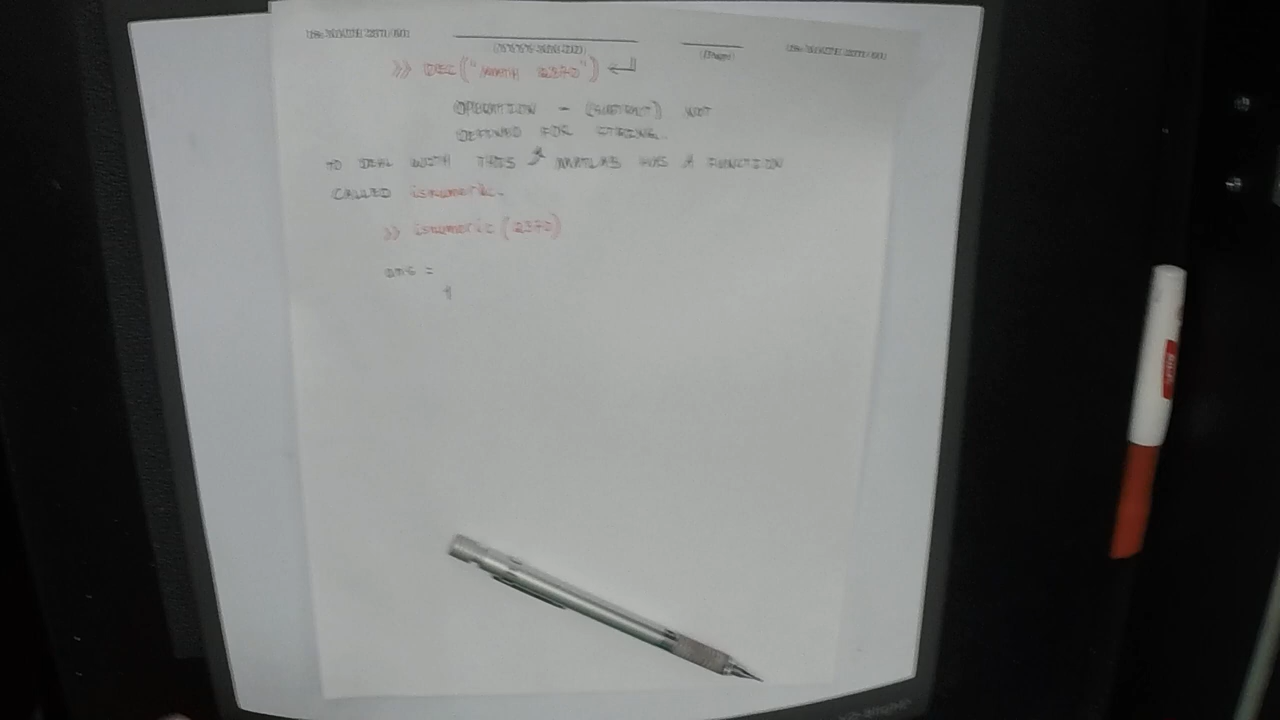 >> DEC("MATH 2370") ↵
OPERATION - (SUBTRACT) NOT
DEFINED FOR STRING.
TO DEAL WITH THIS MATLAB HAS A FUNCTION
CALLED isnumeric.
>> isnumeric (2370)
ans =
1